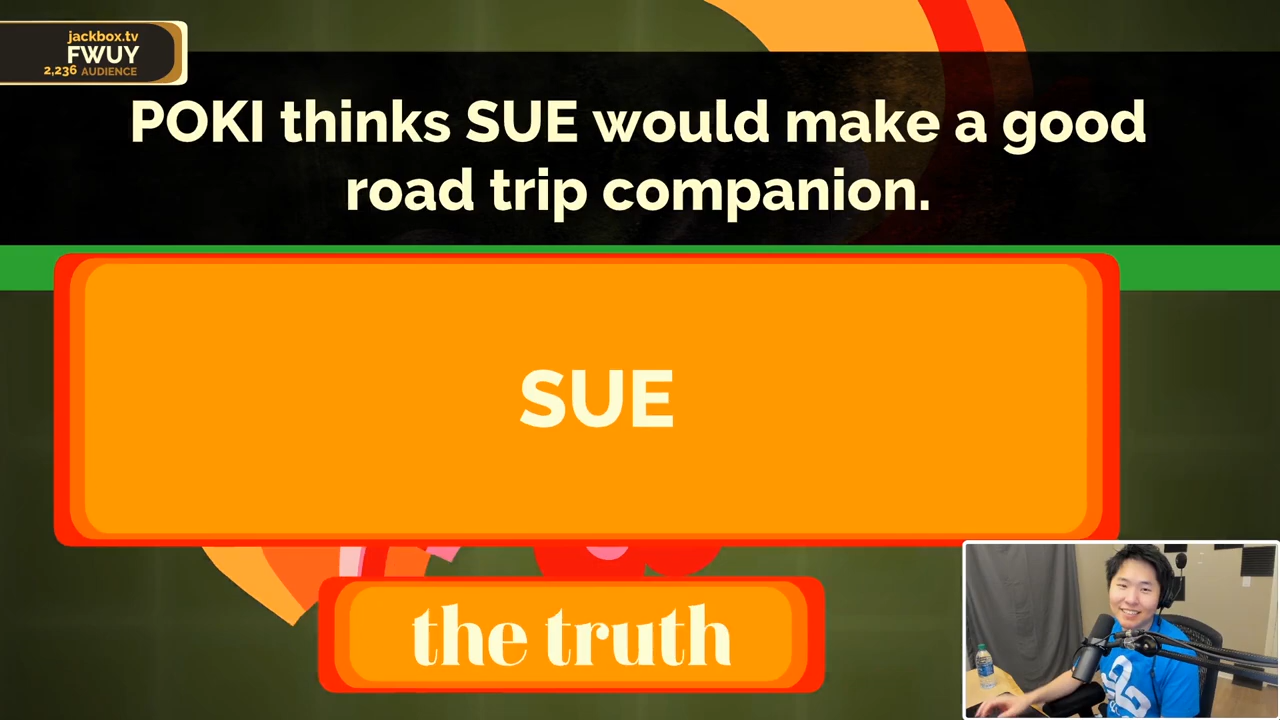 jackbox.tv
FWUY
2,236 AUDIENCE
POKI thinks SUE would make a good
road trip companion.
SUE
the truth